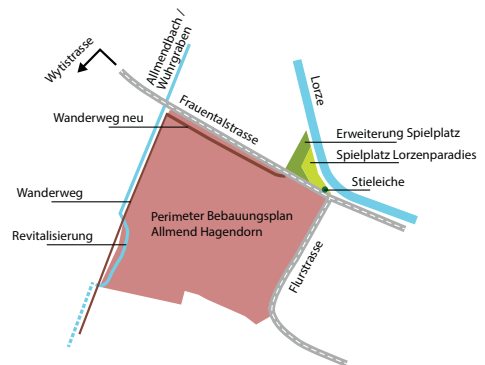 Wytistrasse
Allmendbach /
Wuhrgraben
Lorze
Wanderweg neu
Frauentalstrasse
Erweiterung Spielplatz
Spielplatz Lorzenparadies
Stieleiche
Wanderweg
Perimeter Bebauungsplan
Allmend Hagendorn
Revitalisierung
Flurstrasse